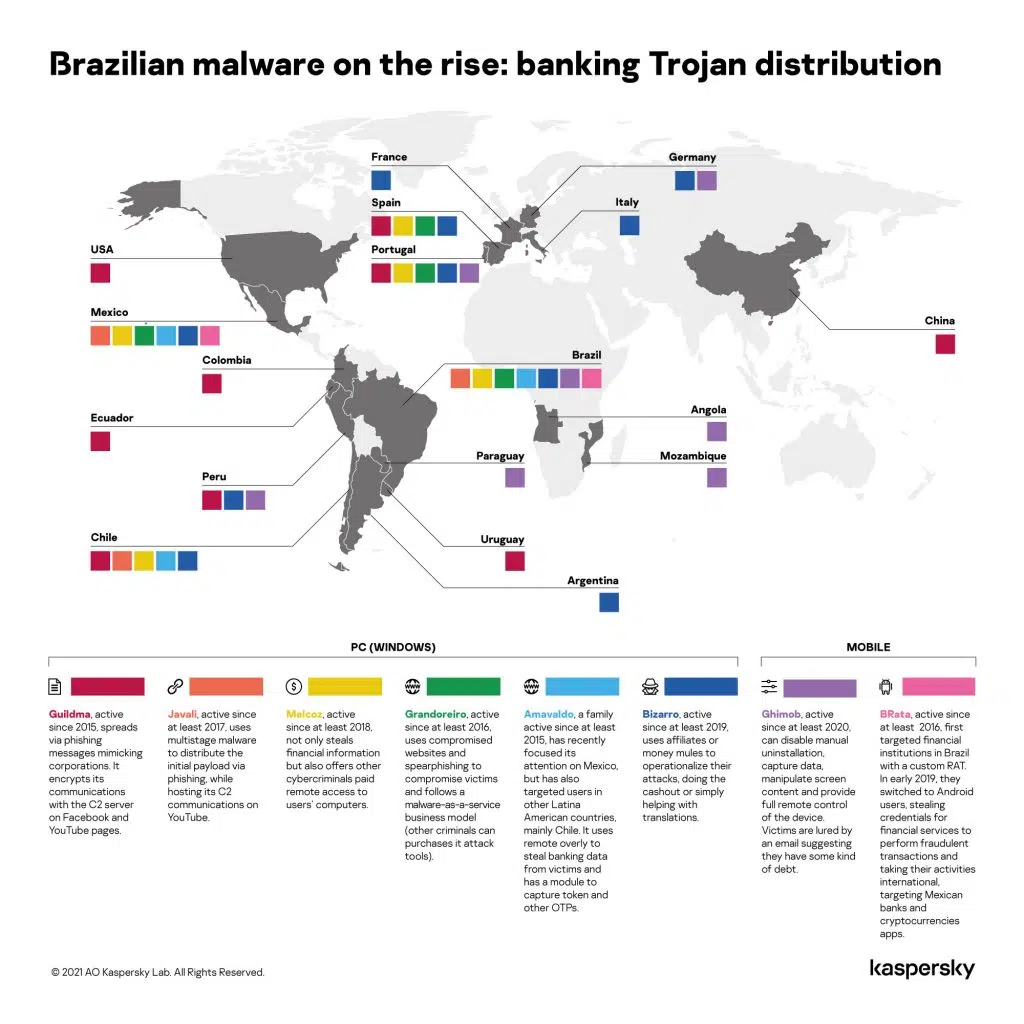 Brazilian malware on the rise: banking Trojan distribution
France
Germany
Spain
Italy
USA
Portugal
Mexico
China
Colombia
Brazil
Ecuador
Angola
Paraguay
Mozambique
Peru
Chile
Uruguay
Argentina
PC (WINDOWS)
MOBILE
Guildma, active
since 2015, spreads
via phishing
messages mimicking
corporations. It
encrypts its
communications
with the C2 server
on Facebook and
YouTube pages.
Javali, active since
at least 2017, uses
multistage malware
to distribute the
initial payload via
phishing, while
hosting its C2
communications on
YouTube.
$
Melcoz, active
since at least 2018,
not only steals
financial information
but also offers other
cybercriminals paid
remote access to
users' computers.
WWW
Grandoreiro, active
since at least 2016,
uses compromised
websites and
spearphishing to
compromise victims
and follows a
malware-as-a-service
business model
(other criminals can
purchases it attack
tools).
WWW
Amavaldo, a family
active since at least
2015, has recently
focused its
attention on Mexico,
but has also
targeted users in
other Latina
American countries,
mainly Chile. It uses
remote overly to
steal banking data
from victims and
has a module to
capture token and
other OTPs.
Bizarro, active
since at least 2019,
uses affiliates or
money mules to
operationalize their
attacks, doing the
cashout or simply
helping with
translations.
Ghimob, active
since at least 2020,
can disable manual
uninstallation,
capture data,
manipulate screen
content and provide
full remote control
of the device.
Victims are lured by
an email suggesting
they have some kind
of debt.
BRata, active since
at least 2016, first
targeted financial
institutions in Brazil
with a custom RAT.
In early 2019, they
switched to Android
users, stealing
credentials for
financial services to
perform fraudulent
transactions and
taking their activities
international,
targeting Mexican
banks and
cryptocurrencies
apps.
© 2021 AO Kaspersky Lab. All Rights Reserved.
kaspersky